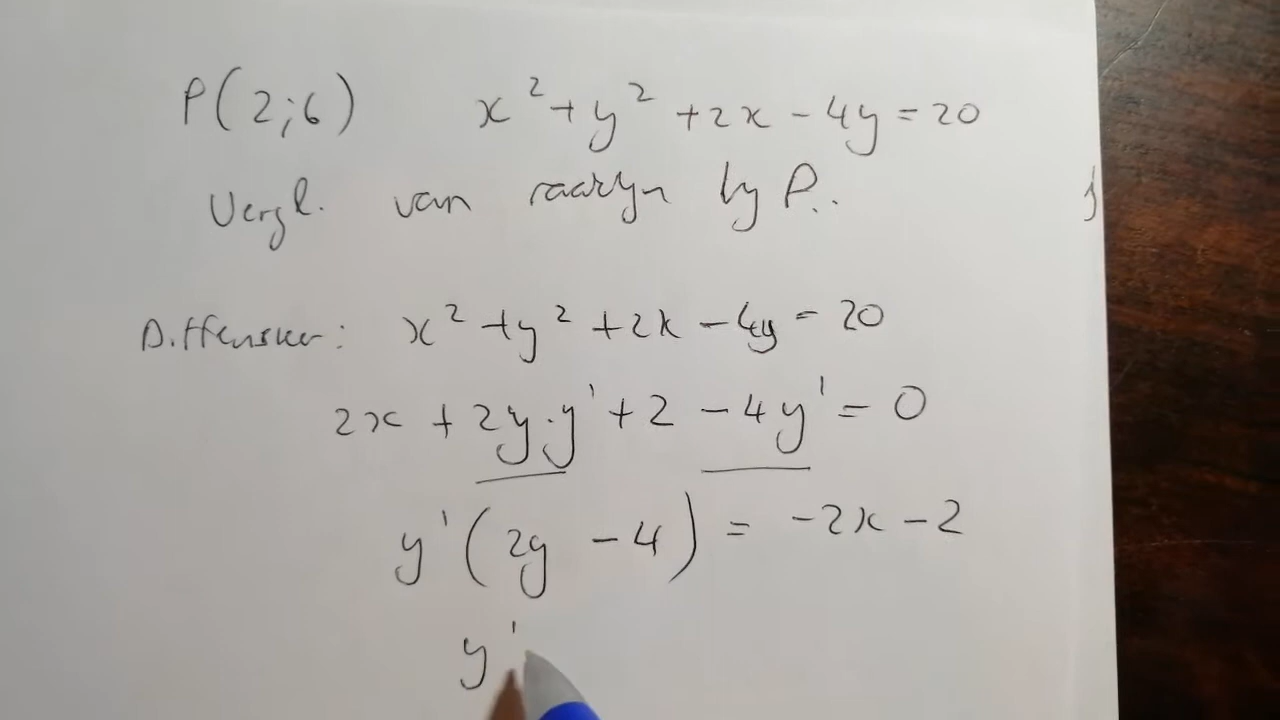 P(2;6) x² + y² + 2x - 4y = 20
Vergl. van raaklyn by P..
Differensieer: x² + y² + 2x - 4y = 20
2x + 2y.y' + 2 - 4y' = 0
y'(2y - 4) = -2x - 2
y'